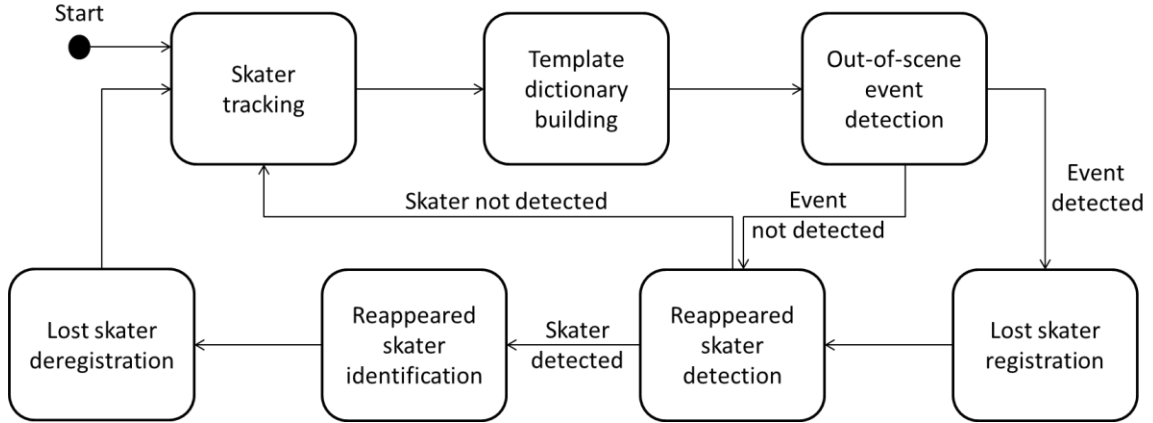 Start
Skater
tracking
Template
dictionary
building
Out-of-scene
event
detection
Skater not detected
Event
not detected
Event
detected
Lost skater
deregistration
Reappeared
skater
identification
Skater
detected
Reappeared
skater
detection
Lost skater
registration